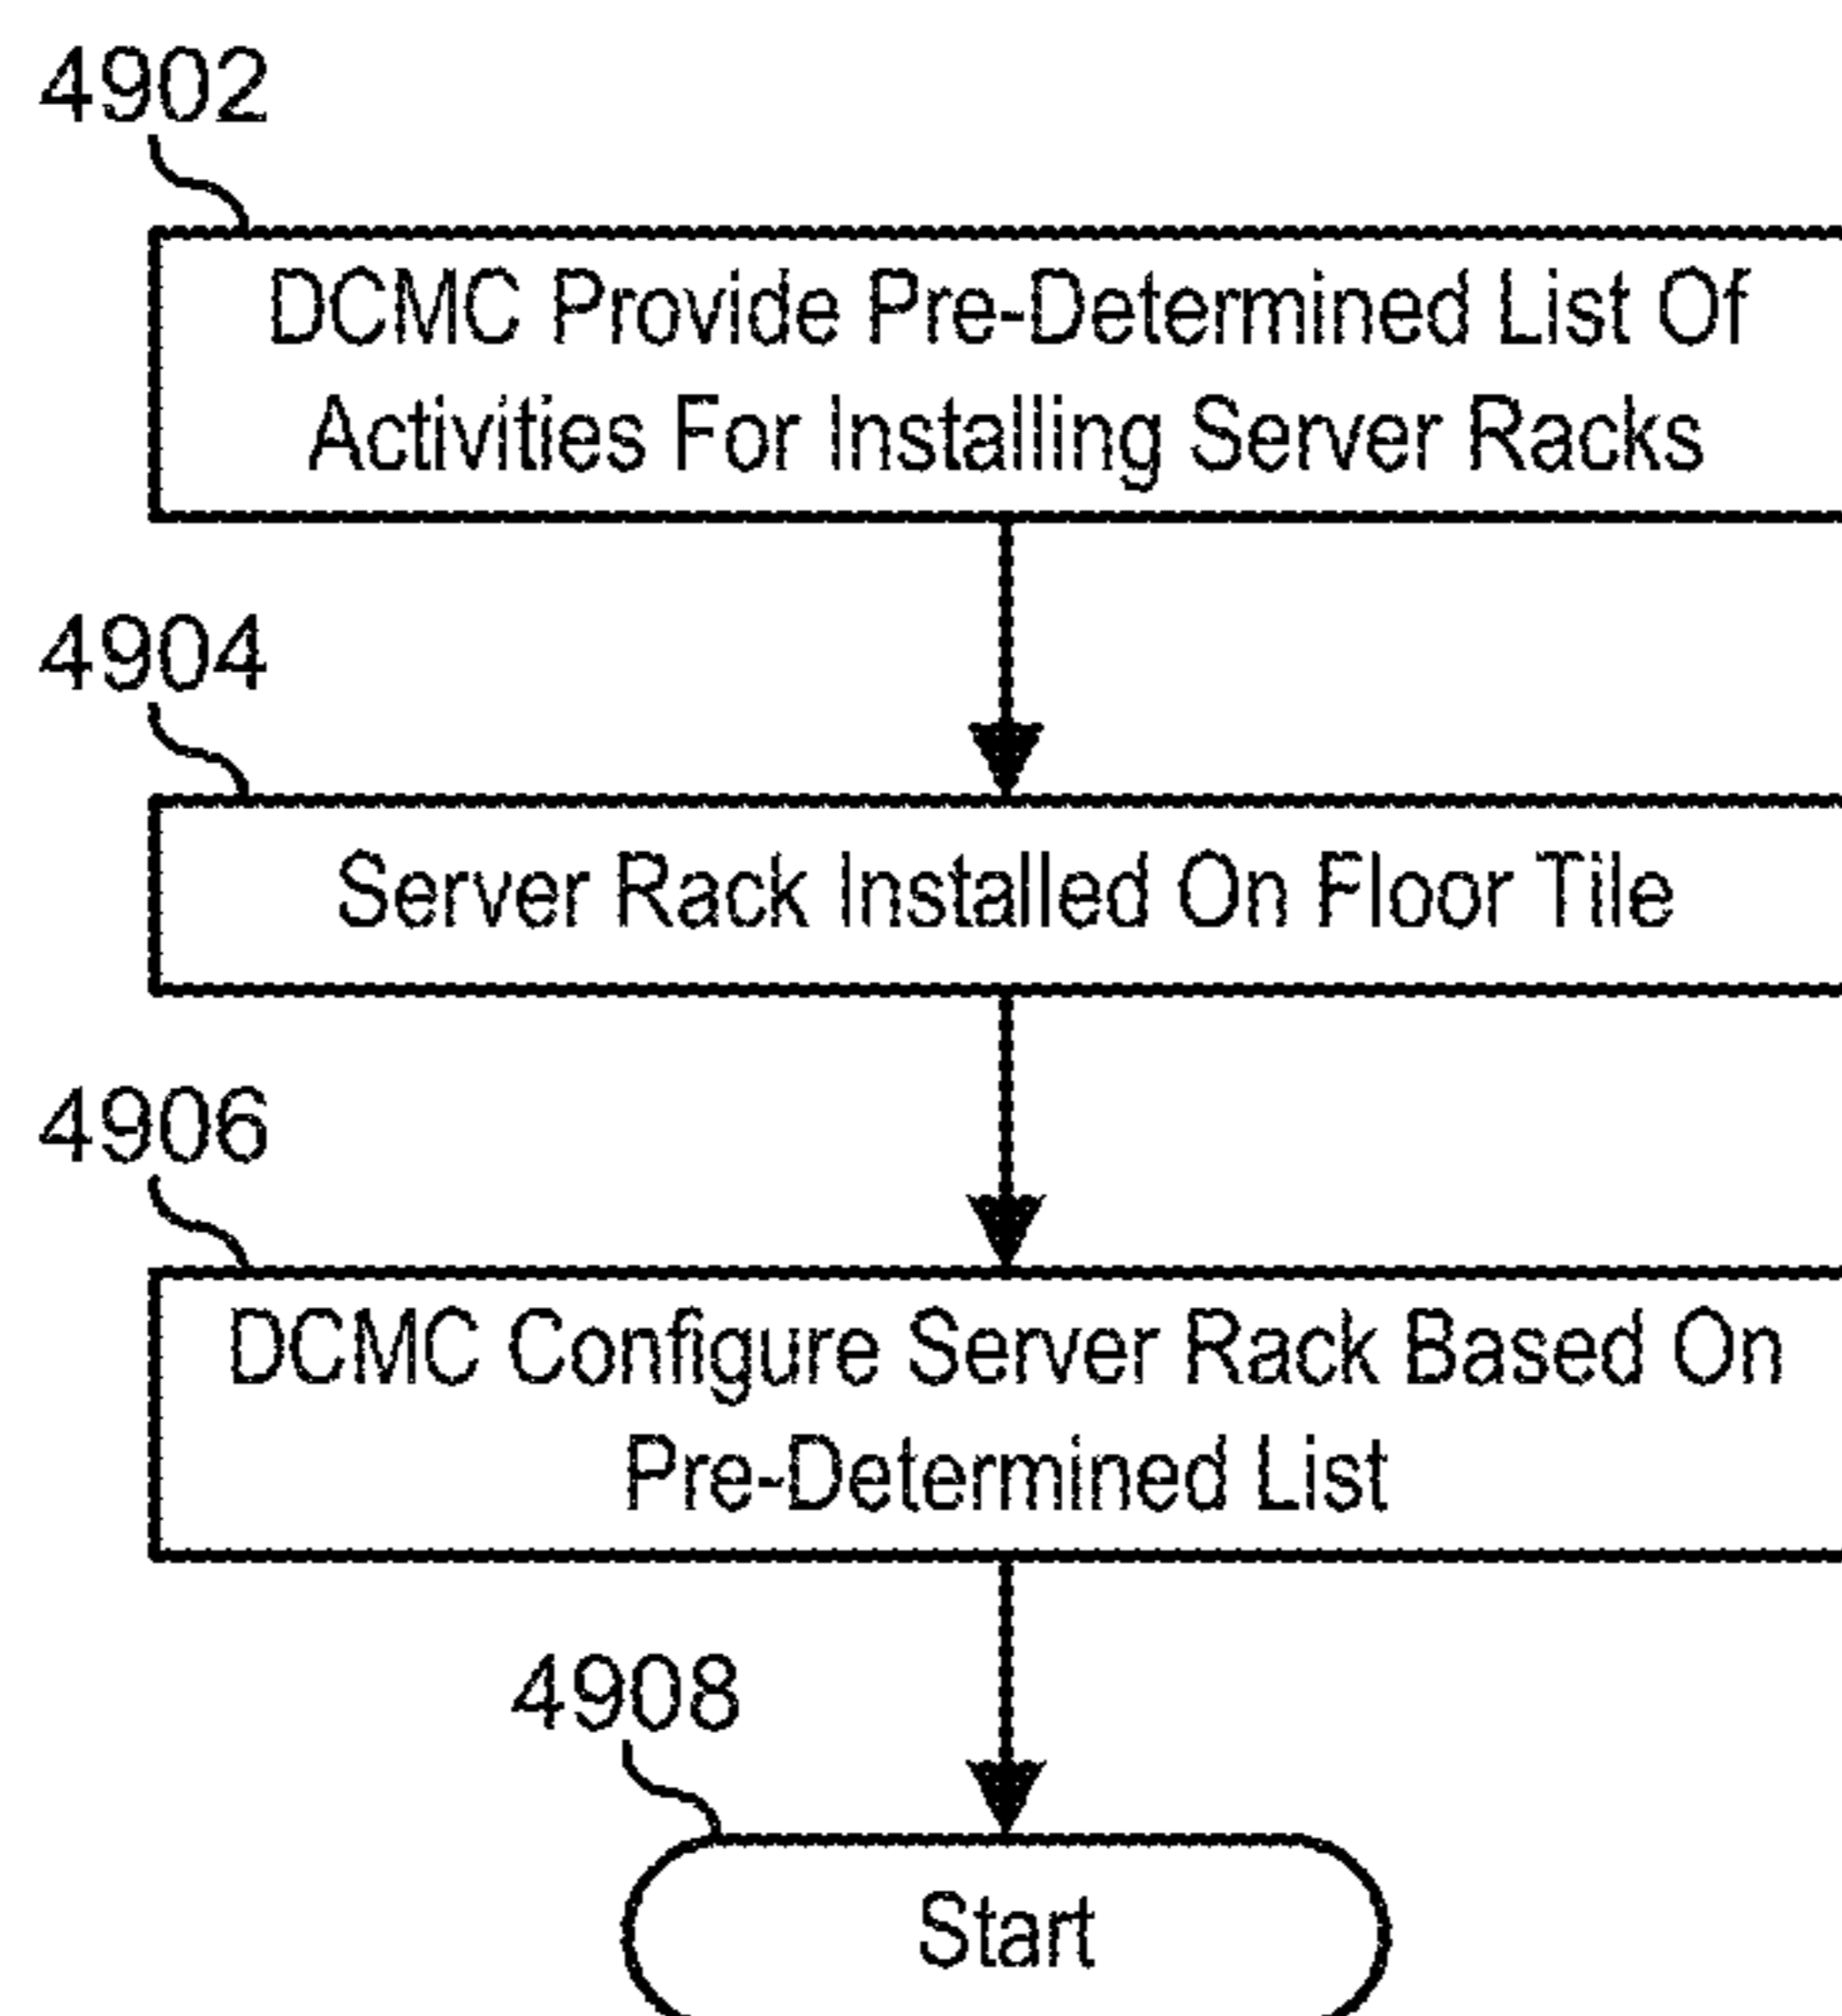 4902
DCMC Provide Pre-Determined List Of
Activities For Installing Server Racks
4904
Server Rack Installed On Floor Tile
4906
DCMC Configure Server Rack Based On
Pre-Determined List
4908
Start